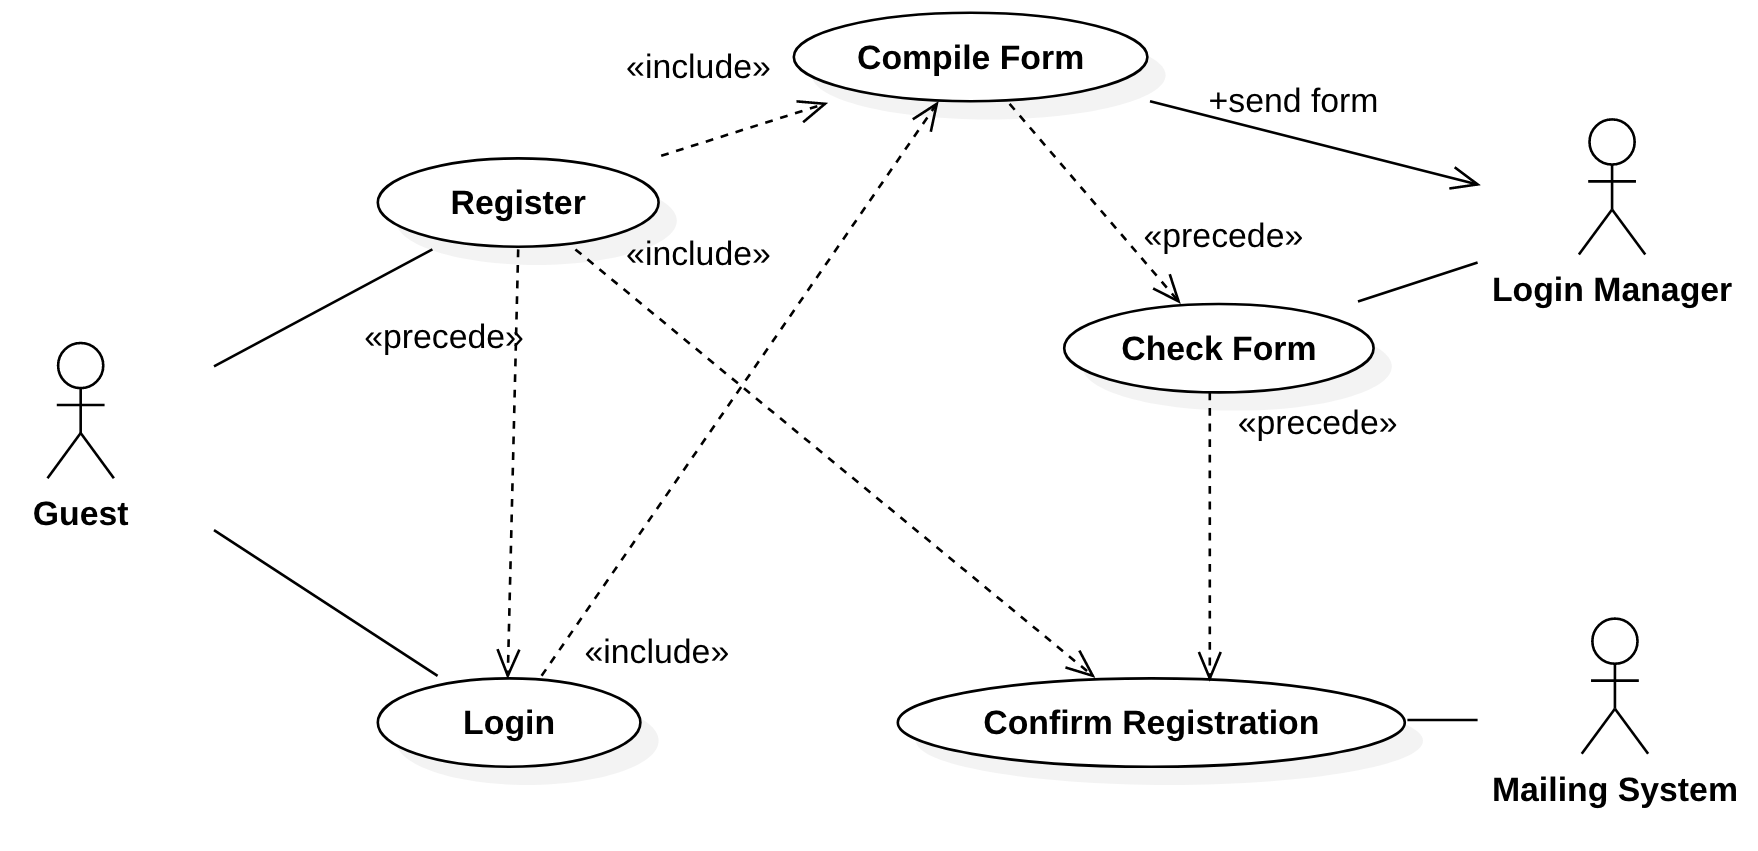 Compile Form
«include»
+send form
Register
«include»
«precede»
Login Manager
«precede»
Check Form
«precede»
Guest
«include»
Login
Confirm Registration
Mailing System